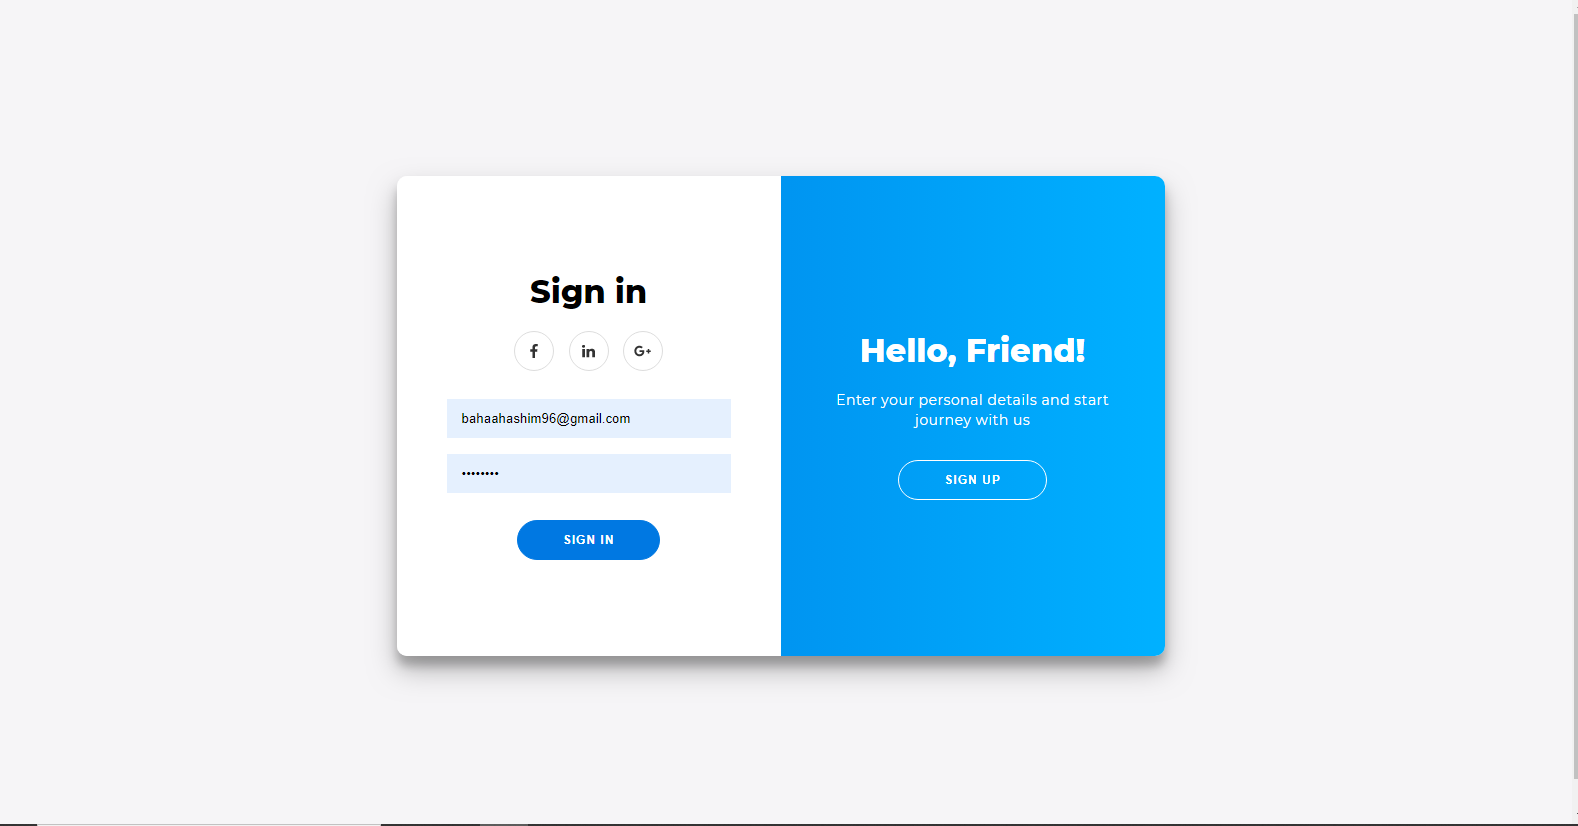 Sign in
f in G+
bahaahashim96@gmail.com
••••••••
SIGN IN
Hello, Friend!
Enter your personal details and start
journey with us
SIGN UP